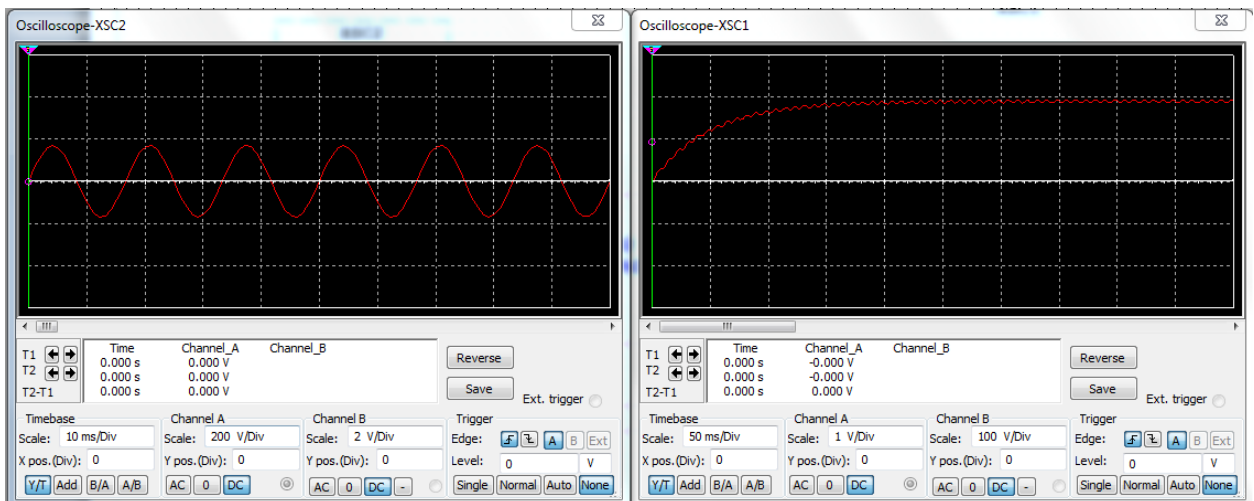 Oscilloscope-XSC2
XSC2
Time Channel_A Channel_B
T1 0.000 s 0.000 V
T2 0.000 s 0.000 V
T2-T1 0.000 s 0.000 V
Reverse
Save
Ext. trigger
Timebase
Scale: 10 ms/Div
X pos.(Div): 0
Y/T Add B/A A/B
Channel A
Scale: 200 V/Div
Y pos.(Div): 0
AC 0 DC
Channel B
Scale: 2 V/Div
Y pos.(Div): 0
AC 0 DC -
Trigger
Edge: A B Ext
Level: 0 V
Single Normal Auto None
Oscilloscope-XSC1
Time Channel_A Channel_B
T1 0.000 s -0.000 V
T2 0.000 s -0.000 V
T2-T1 0.000 s 0.000 V
Reverse
Save
Ext. trigger
Timebase
Scale: 50 ms/Div
X pos.(Div): 0
Y/T Add B/A A/B
Channel A
Scale: 1 V/Div
Y pos.(Div): 0
AC 0 DC
Channel B
Scale: 100 V/Div
Y pos.(Div): 0
AC 0 DC -
Trigger
Edge: A B Ext
Level: 0 V
Single Normal Auto None